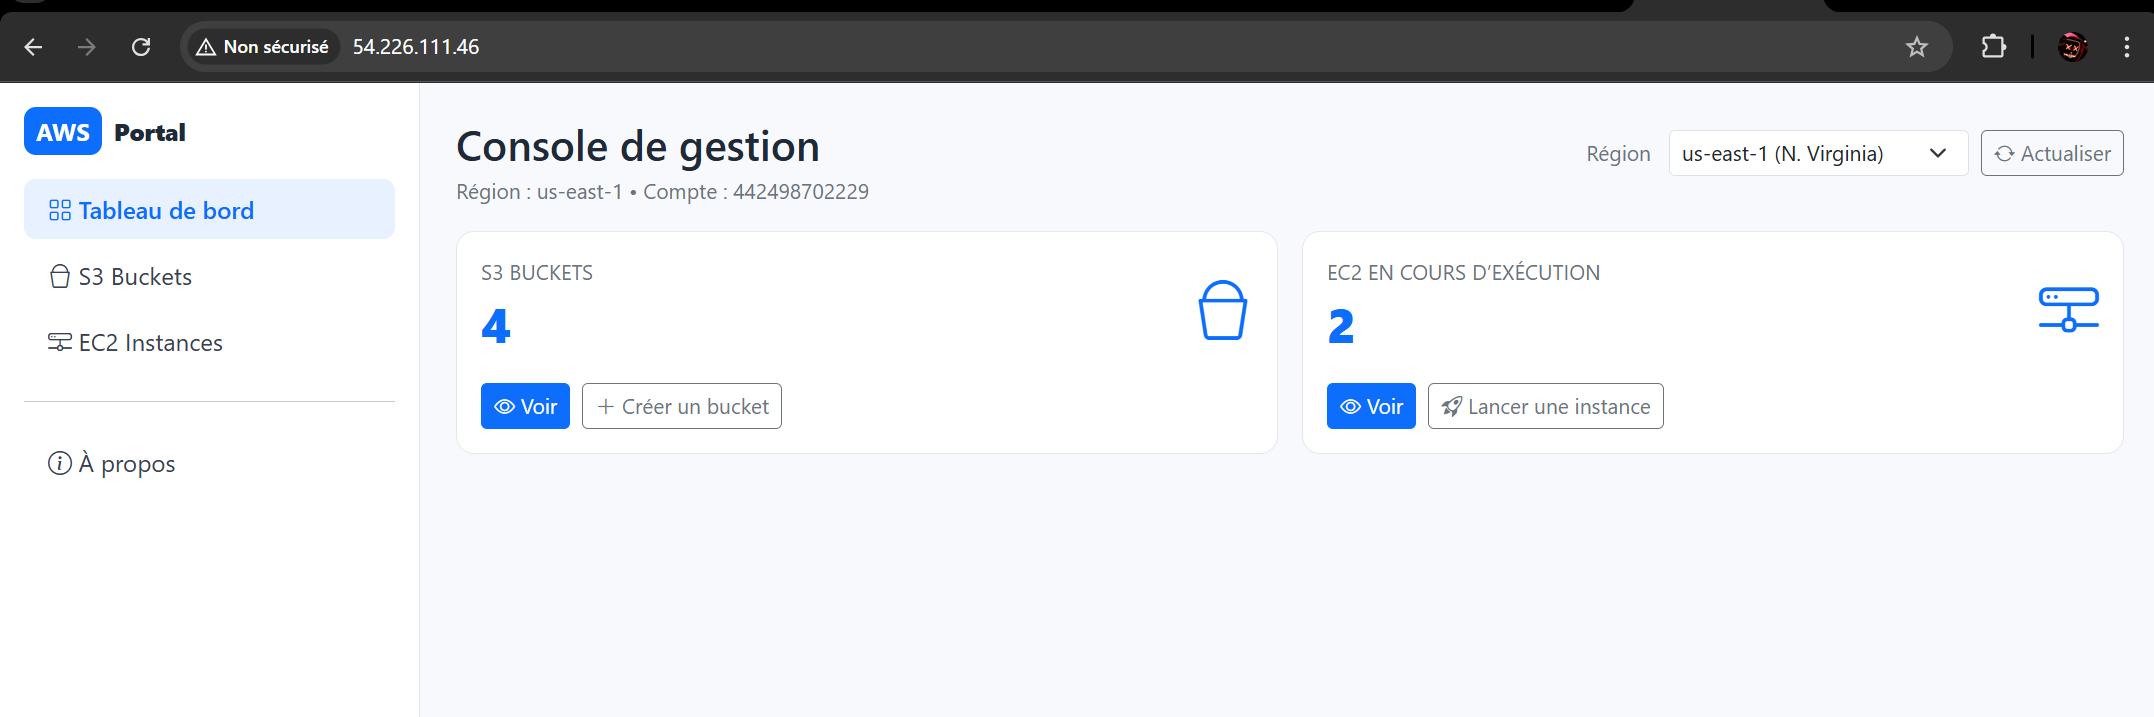 Non sécurisé 54.226.111.46
AWS Portal
Tableau de bord
S3 Buckets
EC2 Instances
À propos
Console de gestion
Région : us-east-1 • Compte : 442498702229
Région us-east-1 (N. Virginia) Actualiser
S3 BUCKETS
4
Voir Créer un bucket
EC2 EN COURS D’EXÉCUTION
2
Voir Lancer une instance